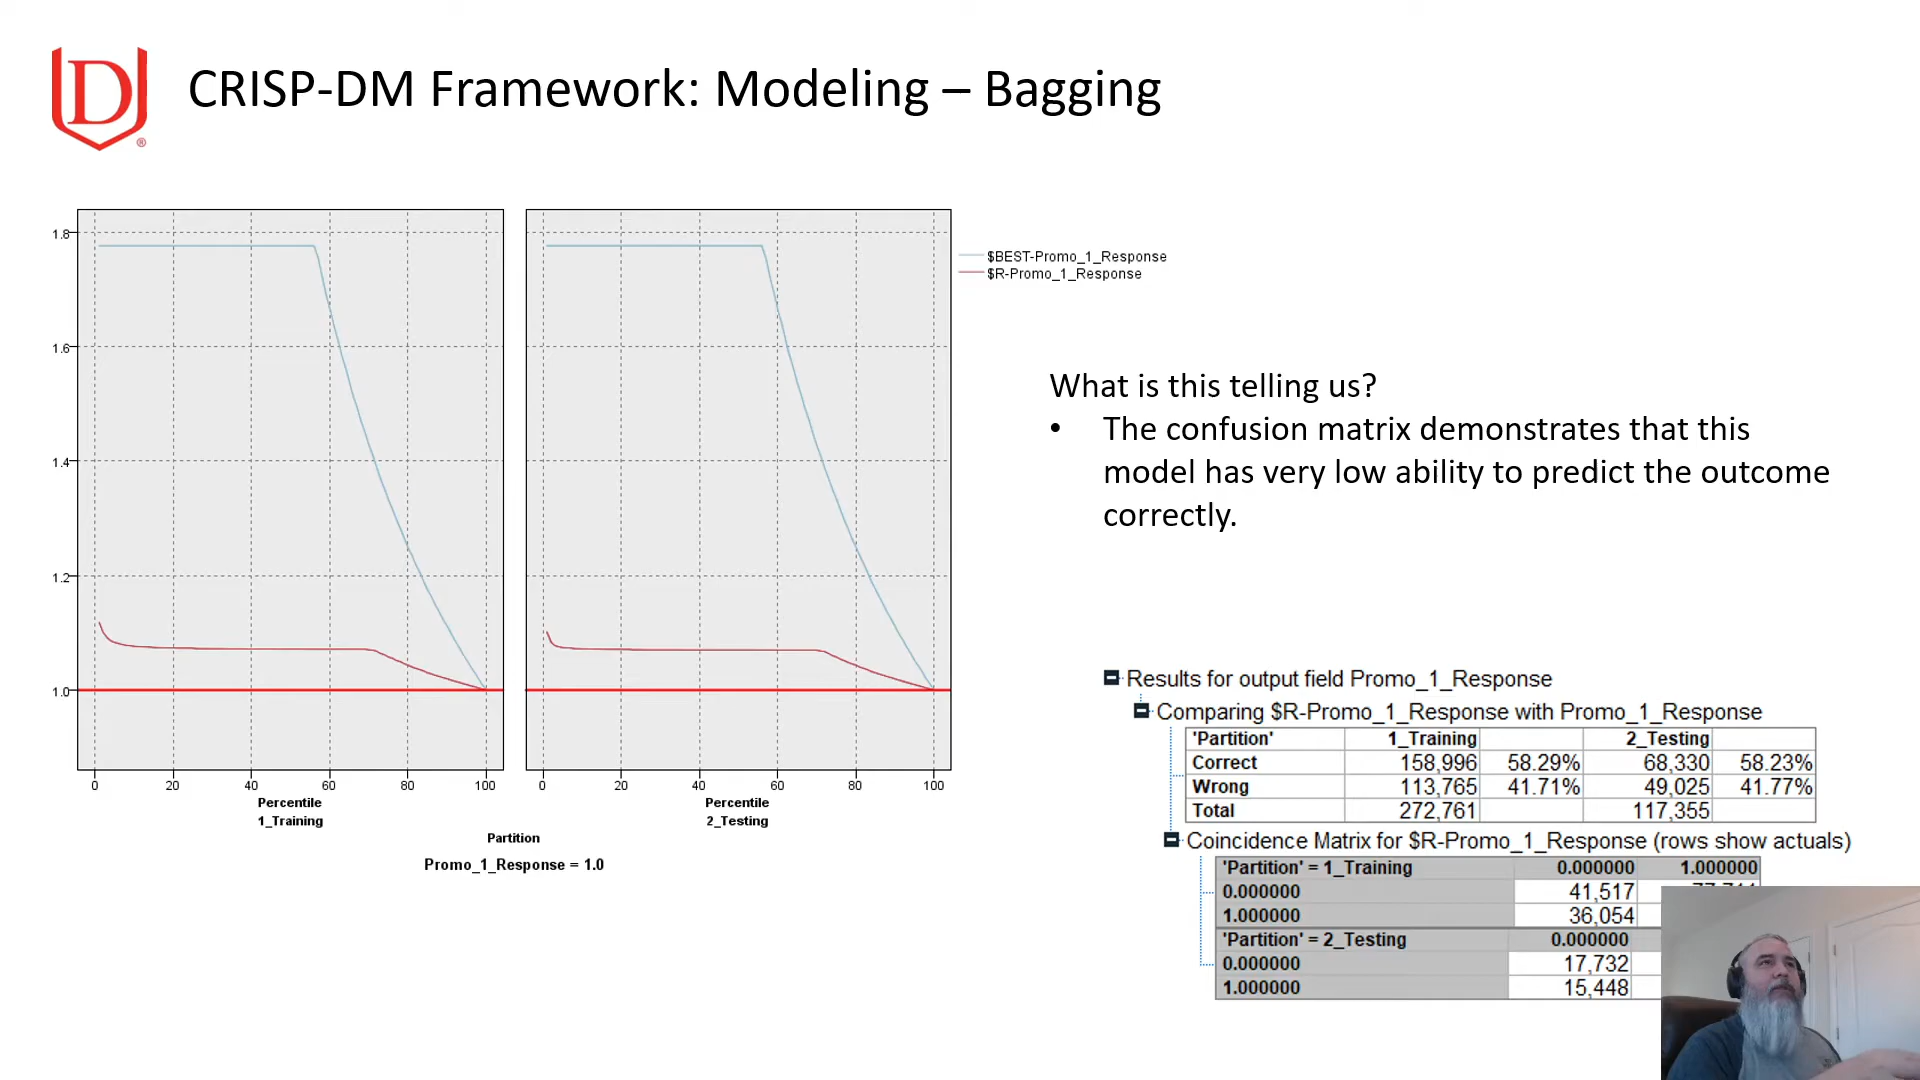 D
®
CRISP-DM Framework: Modeling – Bagging
1.8
1.6
1.4
1.2
1.0
0 20 40 60 80 100
0 20 40 60 80 100
Percentile
1_Training
Percentile
2_Testing
Partition
Promo_1_Response = 1.0
$BEST-Promo_1_Response
$R-Promo_1_Response
What is this telling us?
• The confusion matrix demonstrates that this
model has very low ability to predict the outcome
correctly.
Results for output field Promo_1_Response
Comparing $R-Promo_1_Response with Promo_1_Response
'Partition' 1_Training 2_Testing
Correct 158,996 58.29% 68,330 58.23%
Wrong 113,765 41.71% 49,025 41.77%
Total 272,761 117,355
Coincidence Matrix for $R-Promo_1_Response (rows show actuals)
'Partition' = 1_Training 0.000000 1.000000
0.000000 41,517
1.000000 36,054
'Partition' = 2_Testing 0.000000
0.000000 17,732
1.000000 15,448